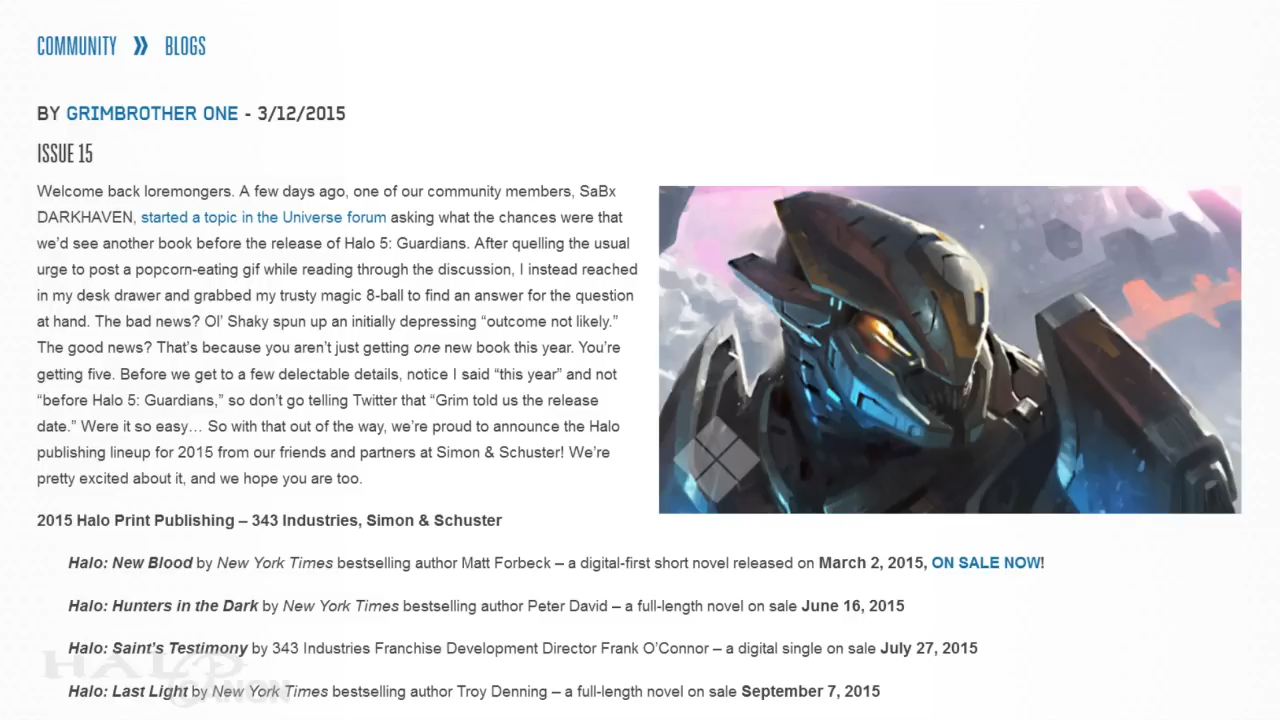 COMMUNITY » BLOGS
BY GRIMBROTHER ONE - 3/12/2015
ISSUE 15
Welcome back loremongers. A few days ago, one of our community members, SaBx
DARKHAVEN, started a topic in the Universe forum asking what the chances were that
we'd see another book before the release of Halo 5: Guardians. After quelling the usual
urge to post a popcorn-eating gif while reading through the discussion, I instead reached
in my desk drawer and grabbed my trusty magic 8-ball to find an answer for the question
at hand. The bad news? Ol' Shaky spun up an initially depressing “outcome not likely.”
The good news? That's because you aren't just getting one new book this year. You're
getting five. Before we get to a few delectable details, notice I said “this year” and not
“before Halo 5: Guardians,” so don't go telling Twitter that “Grim told us the release
date.” Were it so easy… So with that out of the way, we're proud to announce the Halo
publishing lineup for 2015 from our friends and partners at Simon & Schuster! We're
pretty excited about it, and we hope you are too.
2015 Halo Print Publishing – 343 Industries, Simon & Schuster
Halo: New Blood by New York Times bestselling author Matt Forbeck – a digital-first short novel released on March 2, 2015, ON SALE NOW!
Halo: Hunters in the Dark by New York Times bestselling author Peter David – a full-length novel on sale June 16, 2015
Halo: Saint's Testimony by 343 Industries Franchise Development Director Frank O'Connor – a digital single on sale July 27, 2015
Halo: Last Light by New York Times bestselling author Troy Denning – a full-length novel on sale September 7, 2015
HALO
CANON